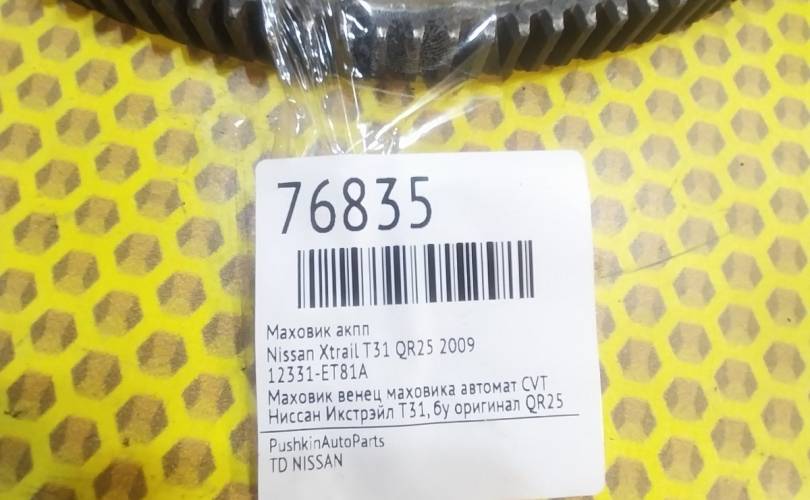 76835
Маховик акпп
Nissan Xtrail T31 QR25 2009
12331-ET81A
Маховик венец маховика автомат CVT
Ниссан Икстрэйл Т31, бу оригинал QR25
PushkinAutoParts
TD NISSAN